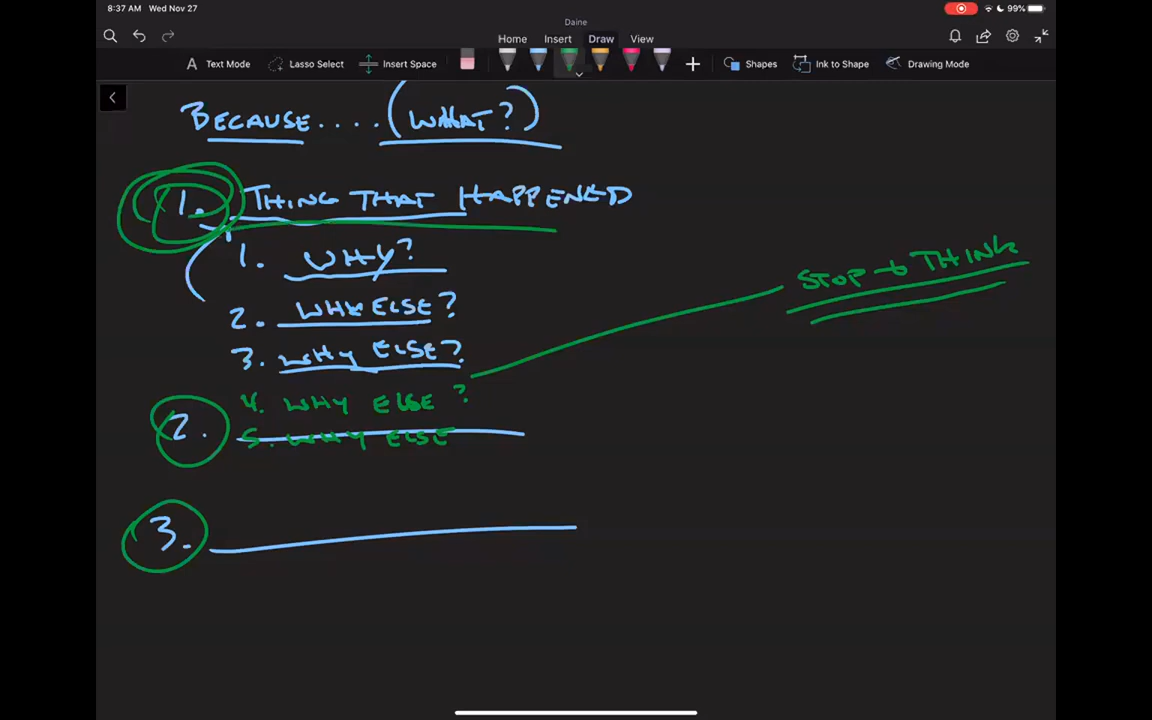 8:37 AM Wed Nov 27 99%
Daine
Home Insert Draw View
Text Mode Lasso Select Insert Space Shapes Ink to Shape Drawing Mode
BECAUSE.... (WHAT?)
1. THING THAT HAPPENED
1. WHY?
2. WHY ELSE?
3. WHY ELSE?
STOP to THINK
4. WHY ELSE ?
2.
5. WHY ELSE
3.